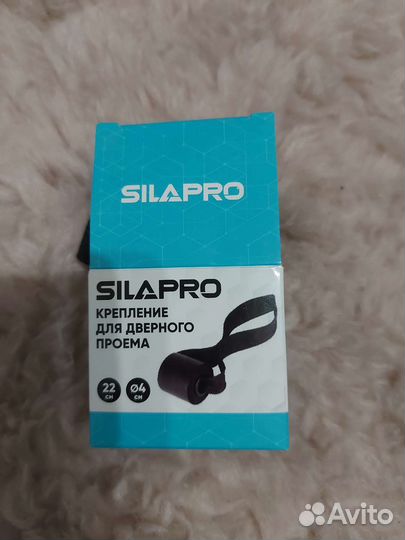 SILAPRO
SILAPRO
КРЕПЛЕНИЕ
ДЛЯ ДВЕРНОГО
ПРОЕМА
22 СМ
Ø4 СМ
Avito